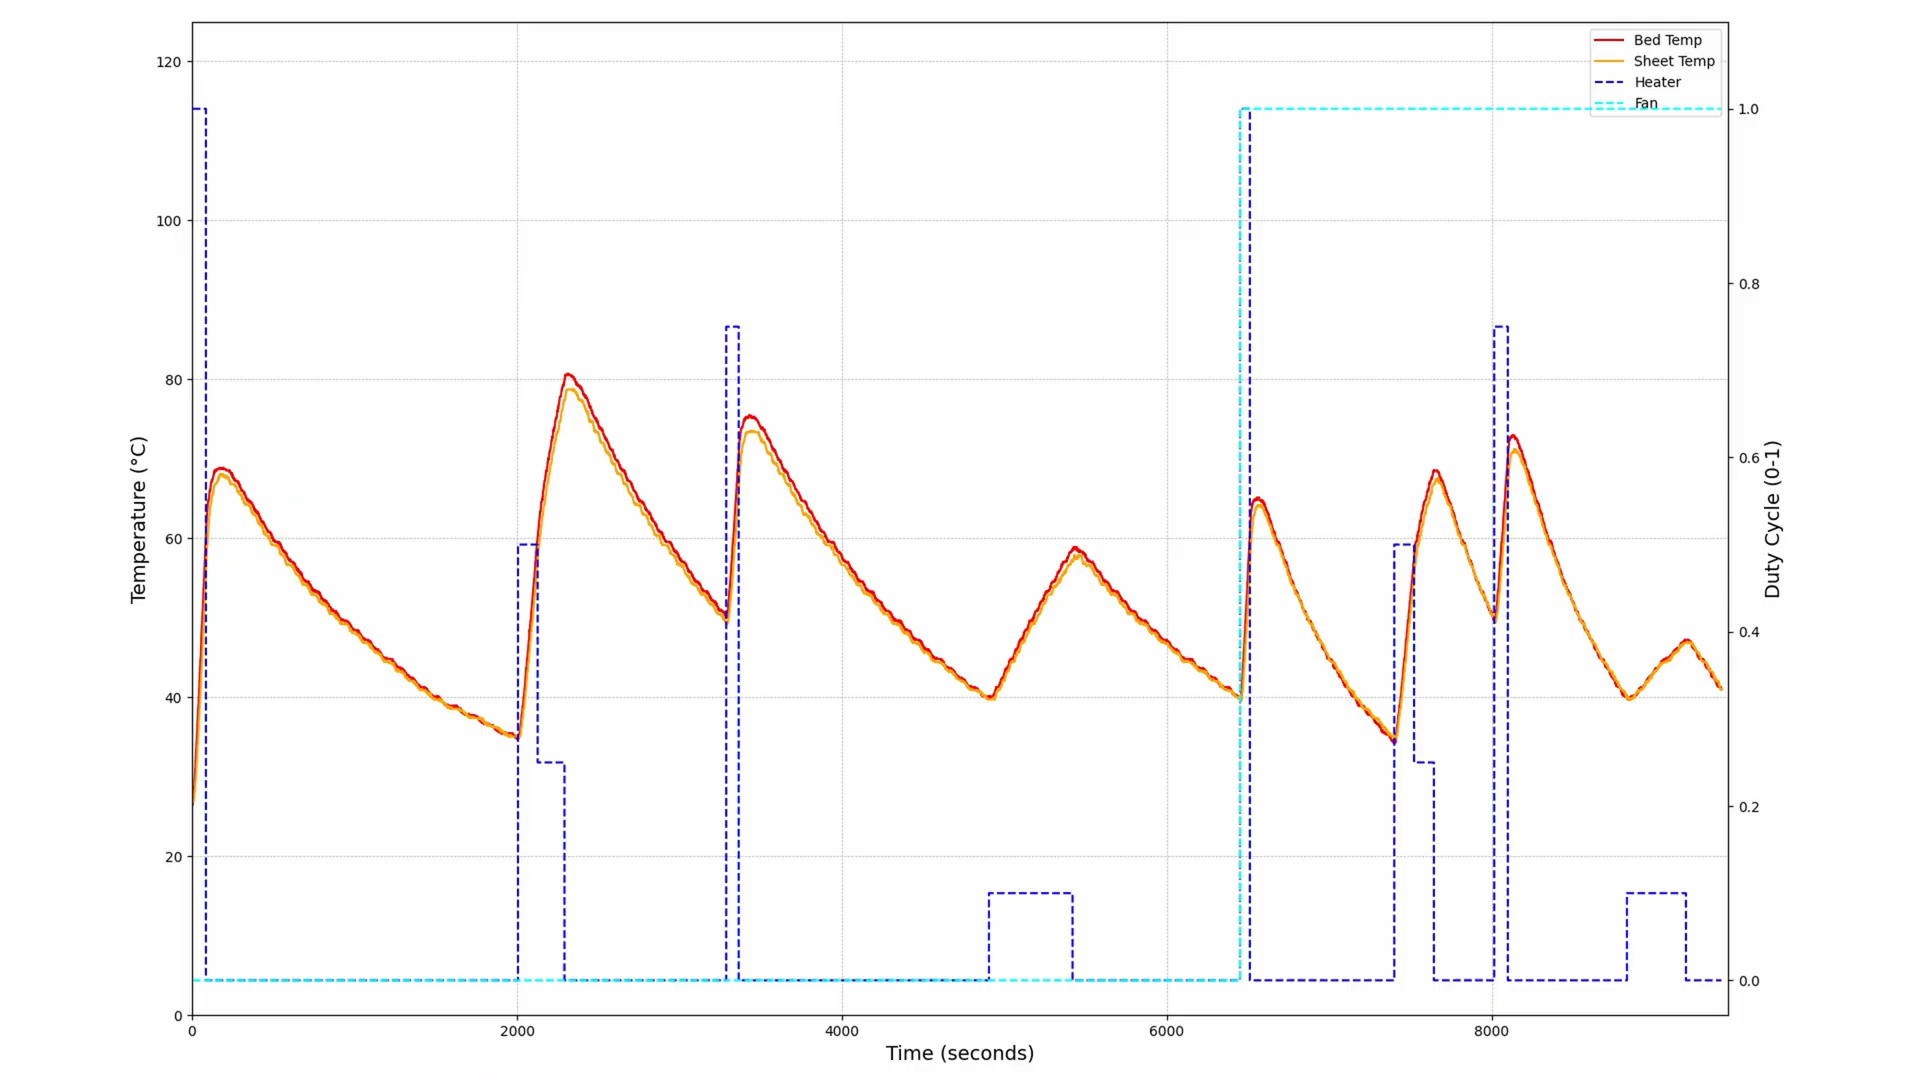 Bed Temp
Sheet Temp
Heater
Fan
120
100
80
60
40
20
0
Temperature (°C)
1.0
0.8
0.6
0.4
0.2
0.0
Duty Cycle (0-1)
0 2000 4000 6000 8000
Time (seconds)